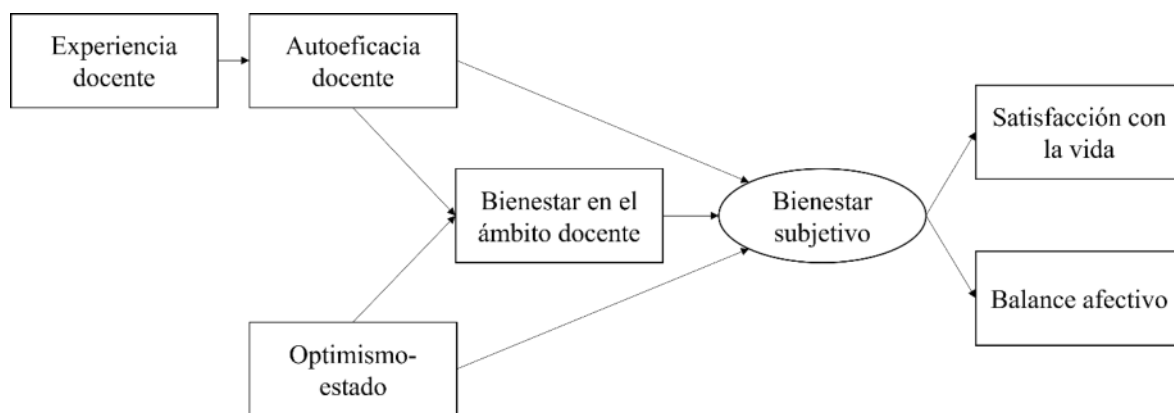 Experiencia
docente
Autoeficacia
docente
Bienestar en el
ámbito docente
Optimismo-
estado
Bienestar
subjetivo
Satisfacción con
la vida
Balance afectivo